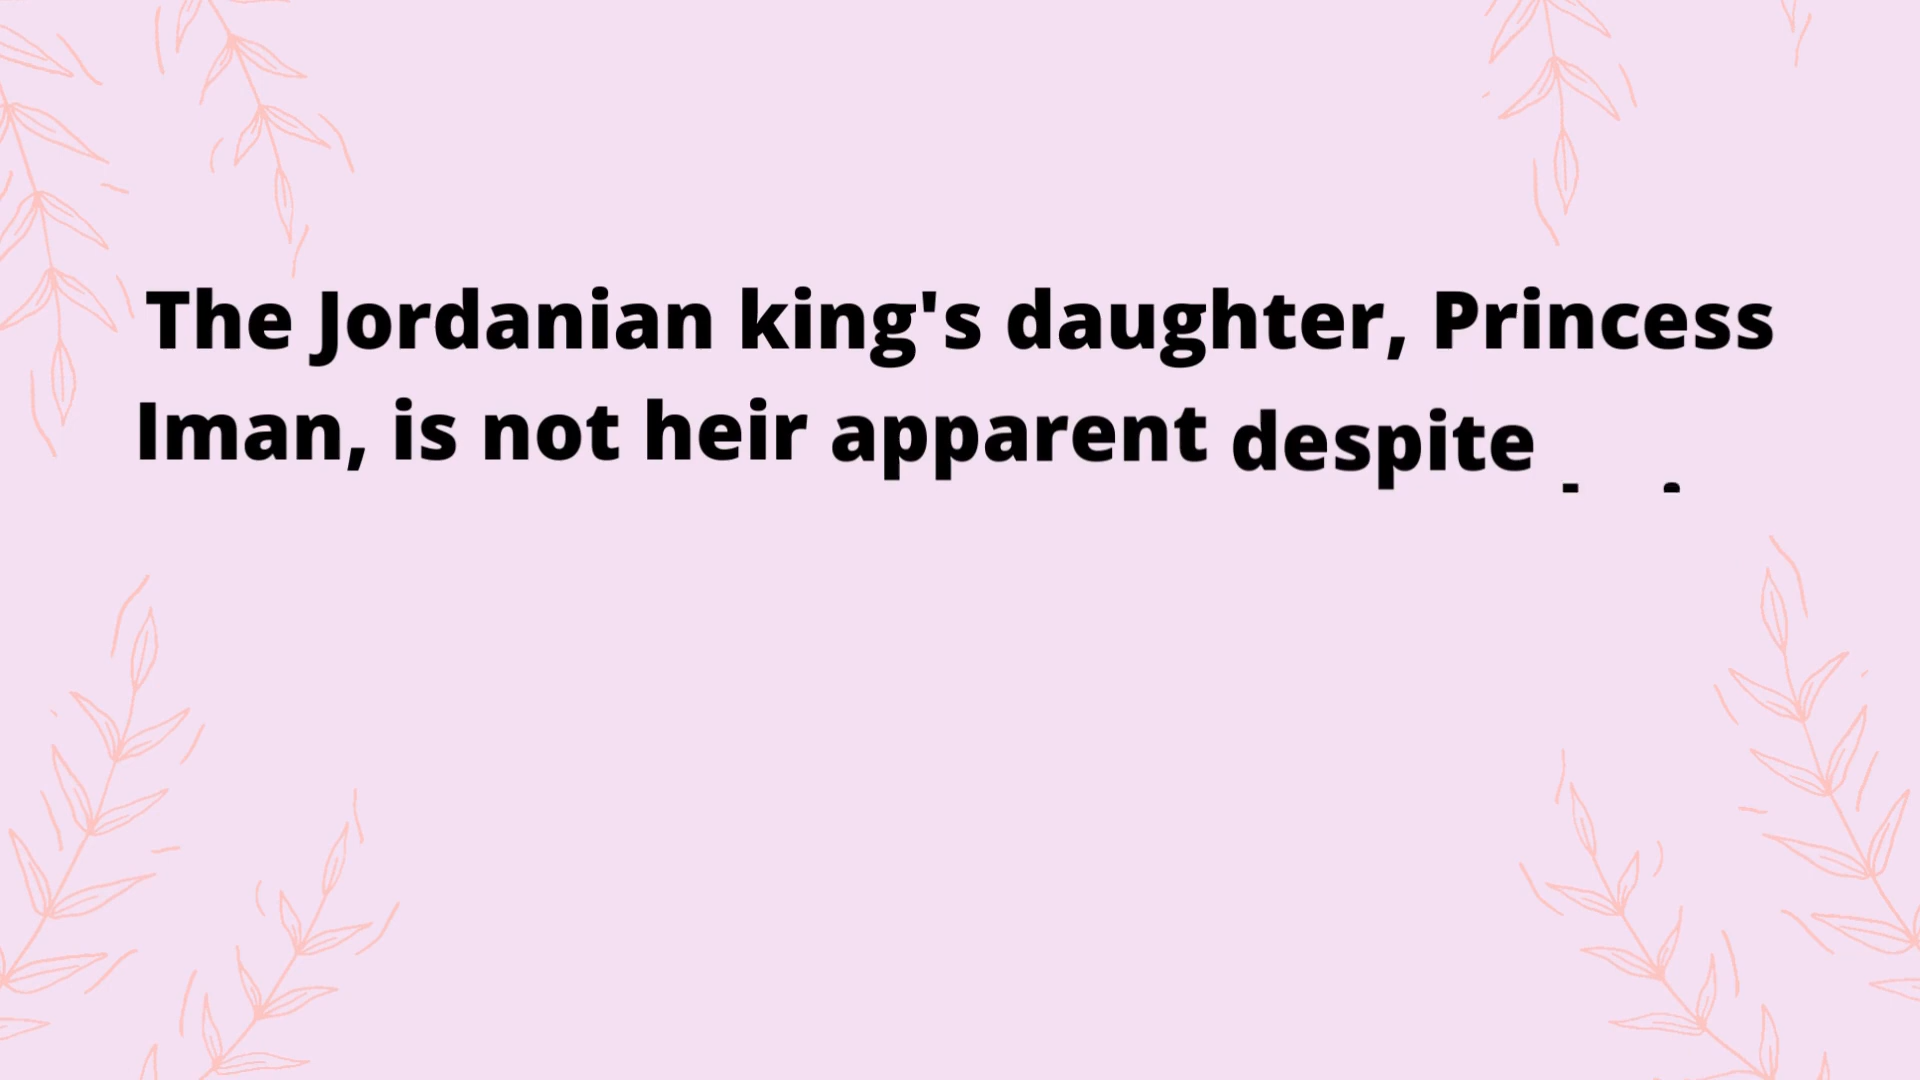 The Jordanian king's daughter, Princess
Iman, is not heir apparent despite